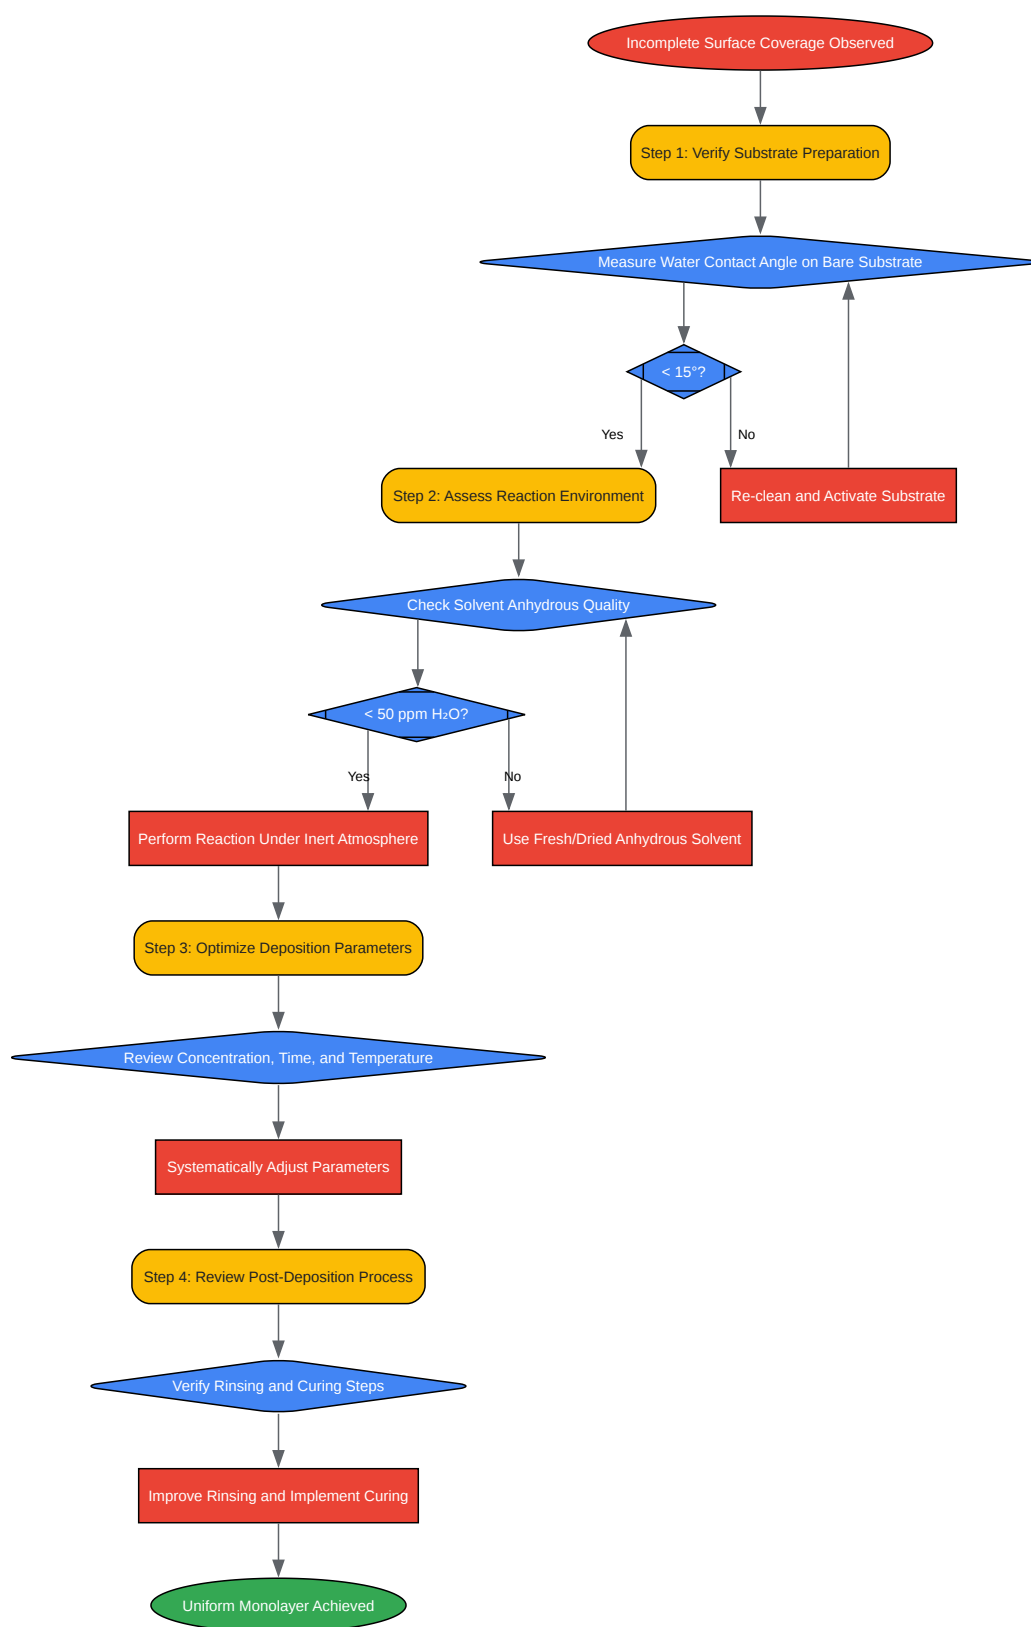 Incomplete Surface Coverage Observed
Step 1: Verify Substrate Preparation
Measure Water Contact Angle on Bare Substrate
< 15°?
Yes
No
Step 2: Assess Reaction Environment
Re-clean and Activate Substrate
Check Solvent Anhydrous Quality
< 50 ppm H₂O?
Yes
No
Perform Reaction Under Inert Atmosphere
Use Fresh/Dried Anhydrous Solvent
Step 3: Optimize Deposition Parameters
Review Concentration, Time, and Temperature
Systematically Adjust Parameters
Step 4: Review Post-Deposition Process
Verify Rinsing and Curing Steps
Improve Rinsing and Implement Curing
Uniform Monolayer Achieved